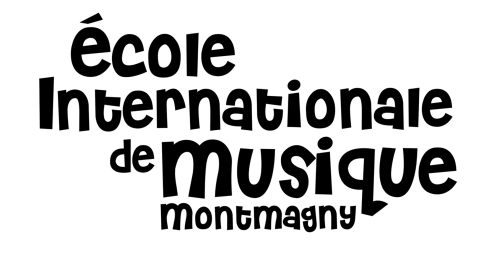 école
Internationale
de musique
montmagny